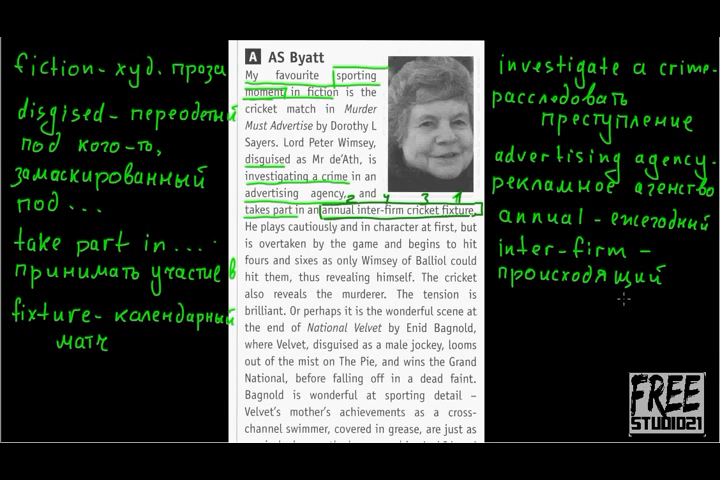 fiction - худ. проза
disgised - переодетый
под кого-то,
замаскированный
под ...
take part in ....
принимать участие в
fixture - календарный
матч
A AS Byatt
My favourite sporting
moment in fiction is the
cricket match in Murder
Must Advertise by Dorothy L
Sayers. Lord Peter Wimsey,
disguised as Mr de'Ath, is
investigating a crime in an
advertising agency, and
2 4 3 1
takes part in an annual inter-firm cricket fixture.
He plays cautiously and in character at first, but
is overtaken by the game and begins to hit
fours and sixes as only Wimsey of Balliol could
hit them, thus revealing himself. The cricket
also reveals the murderer. The tension is
brilliant. Or perhaps it is the wonderful scene at
the end of National Velvet by Enid Bagnold,
where Velvet, disguised as a male jockey, looms
out of the mist on The Pie, and wins the Grand
National, before falling off in a dead faint.
Bagnold is wonderful at sporting detail –
Velvet's mother's achievements as a cross-
channel swimmer, covered in grease, are just as
investigate a crime-
расследовать
преступление
advertising agency-
рекламное агенство
annual - ежегодный
inter-firm -
происходящий
FREE
STUDIO21